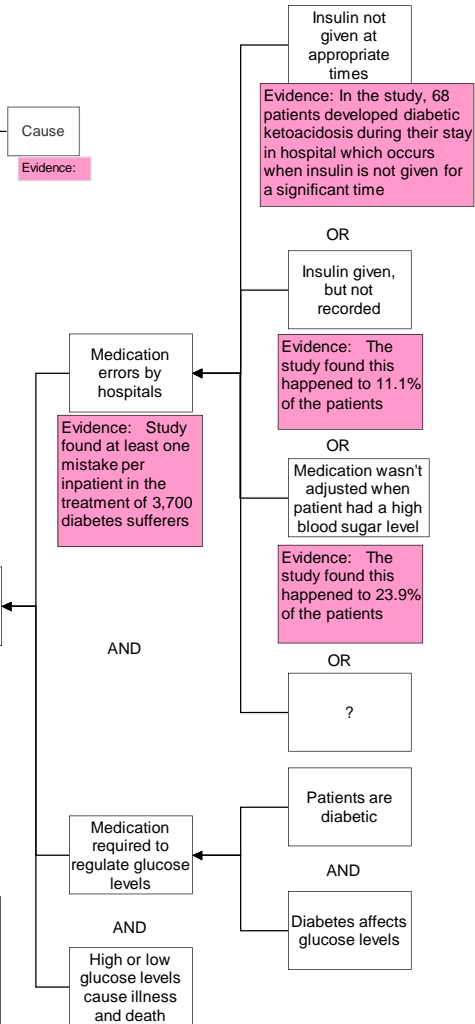 Insulin not
given at
appropriate
times
Evidence: In the study, 68
patients developed diabetic
ketoacidosis during their stay
in hospital which occurs
when insulin is not given for
a significant time
Cause
Evidence:
OR
Insulin given,
but not
recorded
Evidence: The
study found this
happened to 11.1%
of the patients
Medication
errors by
hospitals
Evidence: Study
found at least one
mistake per
inpatient in the
treatment of 3,700
diabetes sufferers
OR
Medication wasn't
adjusted when
patient had a high
blood sugar level
Evidence: The
study found this
happened to 23.9%
of the patients
AND
OR
?
Patients are
diabetic
Medication
required to
regulate glucose
levels
AND
Diabetes affects
glucose levels
AND
High or low
glucose levels
cause illness
and death